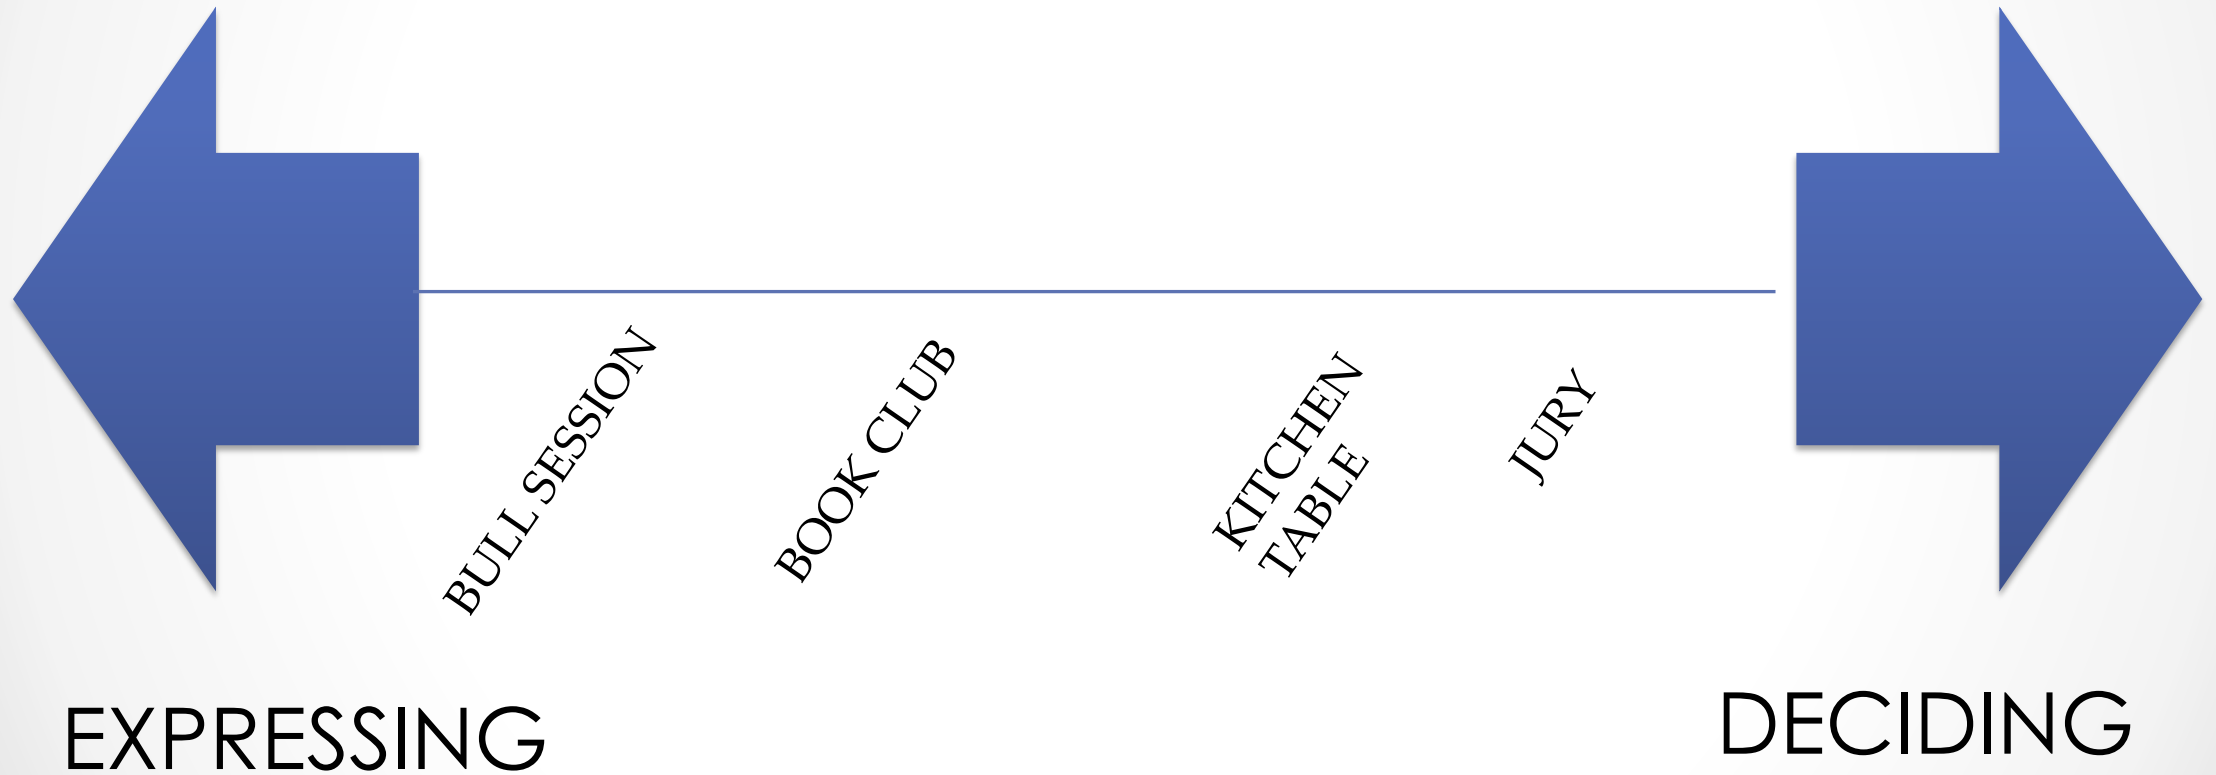 BULL SESSION
BOOK CLUB
KITCHEN
TABLE
JURY
EXPRESSING
DECIDING